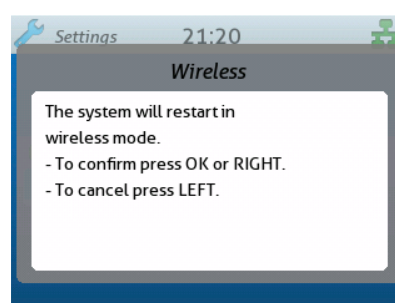 Settings 21:20
Wireless
The system will restart in
wireless mode.
- To confirm press OK or RIGHT.
- To cancel press LEFT.